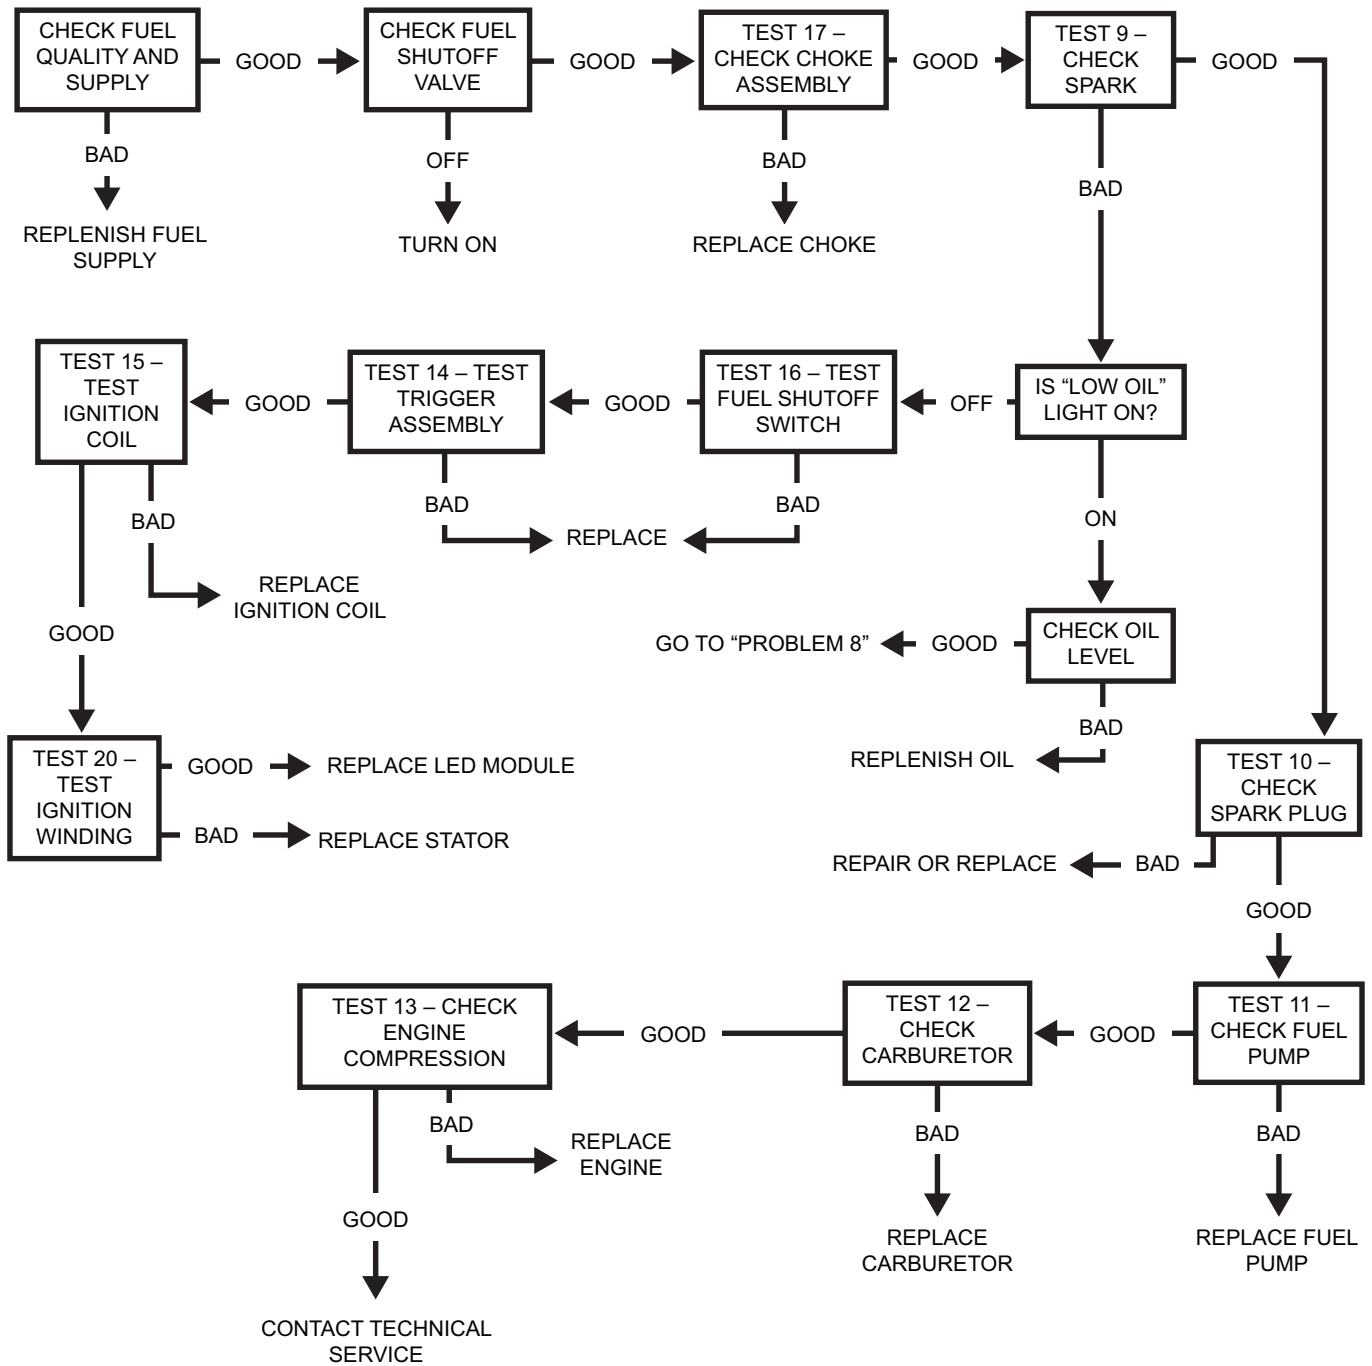 CHECK FUEL
QUALITY AND
SUPPLY
GOOD
CHECK FUEL
SHUTOFF
VALVE
GOOD
TEST 17 –
CHECK CHOKE
ASSEMBLY
GOOD
TEST 9 –
CHECK
SPARK
GOOD
BAD
OFF
BAD
BAD
REPLENISH FUEL
SUPPLY
TURN ON
REPLACE CHOKE
TEST 15 –
TEST
IGNITION
COIL
GOOD
TEST 14 – TEST
TRIGGER
ASSEMBLY
GOOD
TEST 16 – TEST
FUEL SHUTOFF
SWITCH
OFF
IS “LOW OIL”
LIGHT ON?
BAD
BAD
BAD
ON
REPLACE
REPLACE
IGNITION COIL
GOOD
GO TO “PROBLEM 8”
GOOD
CHECK OIL
LEVEL
BAD
REPLENISH OIL
TEST 20 –
TEST
IGNITION
WINDING
GOOD
REPLACE LED MODULE
BAD
REPLACE STATOR
TEST 10 –
CHECK
SPARK PLUG
REPAIR OR REPLACE
BAD
GOOD
TEST 13 – CHECK
ENGINE
COMPRESSION
GOOD
TEST 12 –
CHECK
CARBURETOR
GOOD
TEST 11 –
CHECK FUEL
PUMP
BAD
BAD
BAD
REPLACE
ENGINE
GOOD
REPLACE
CARBURETOR
REPLACE FUEL
PUMP
CONTACT TECHNICAL
SERVICE